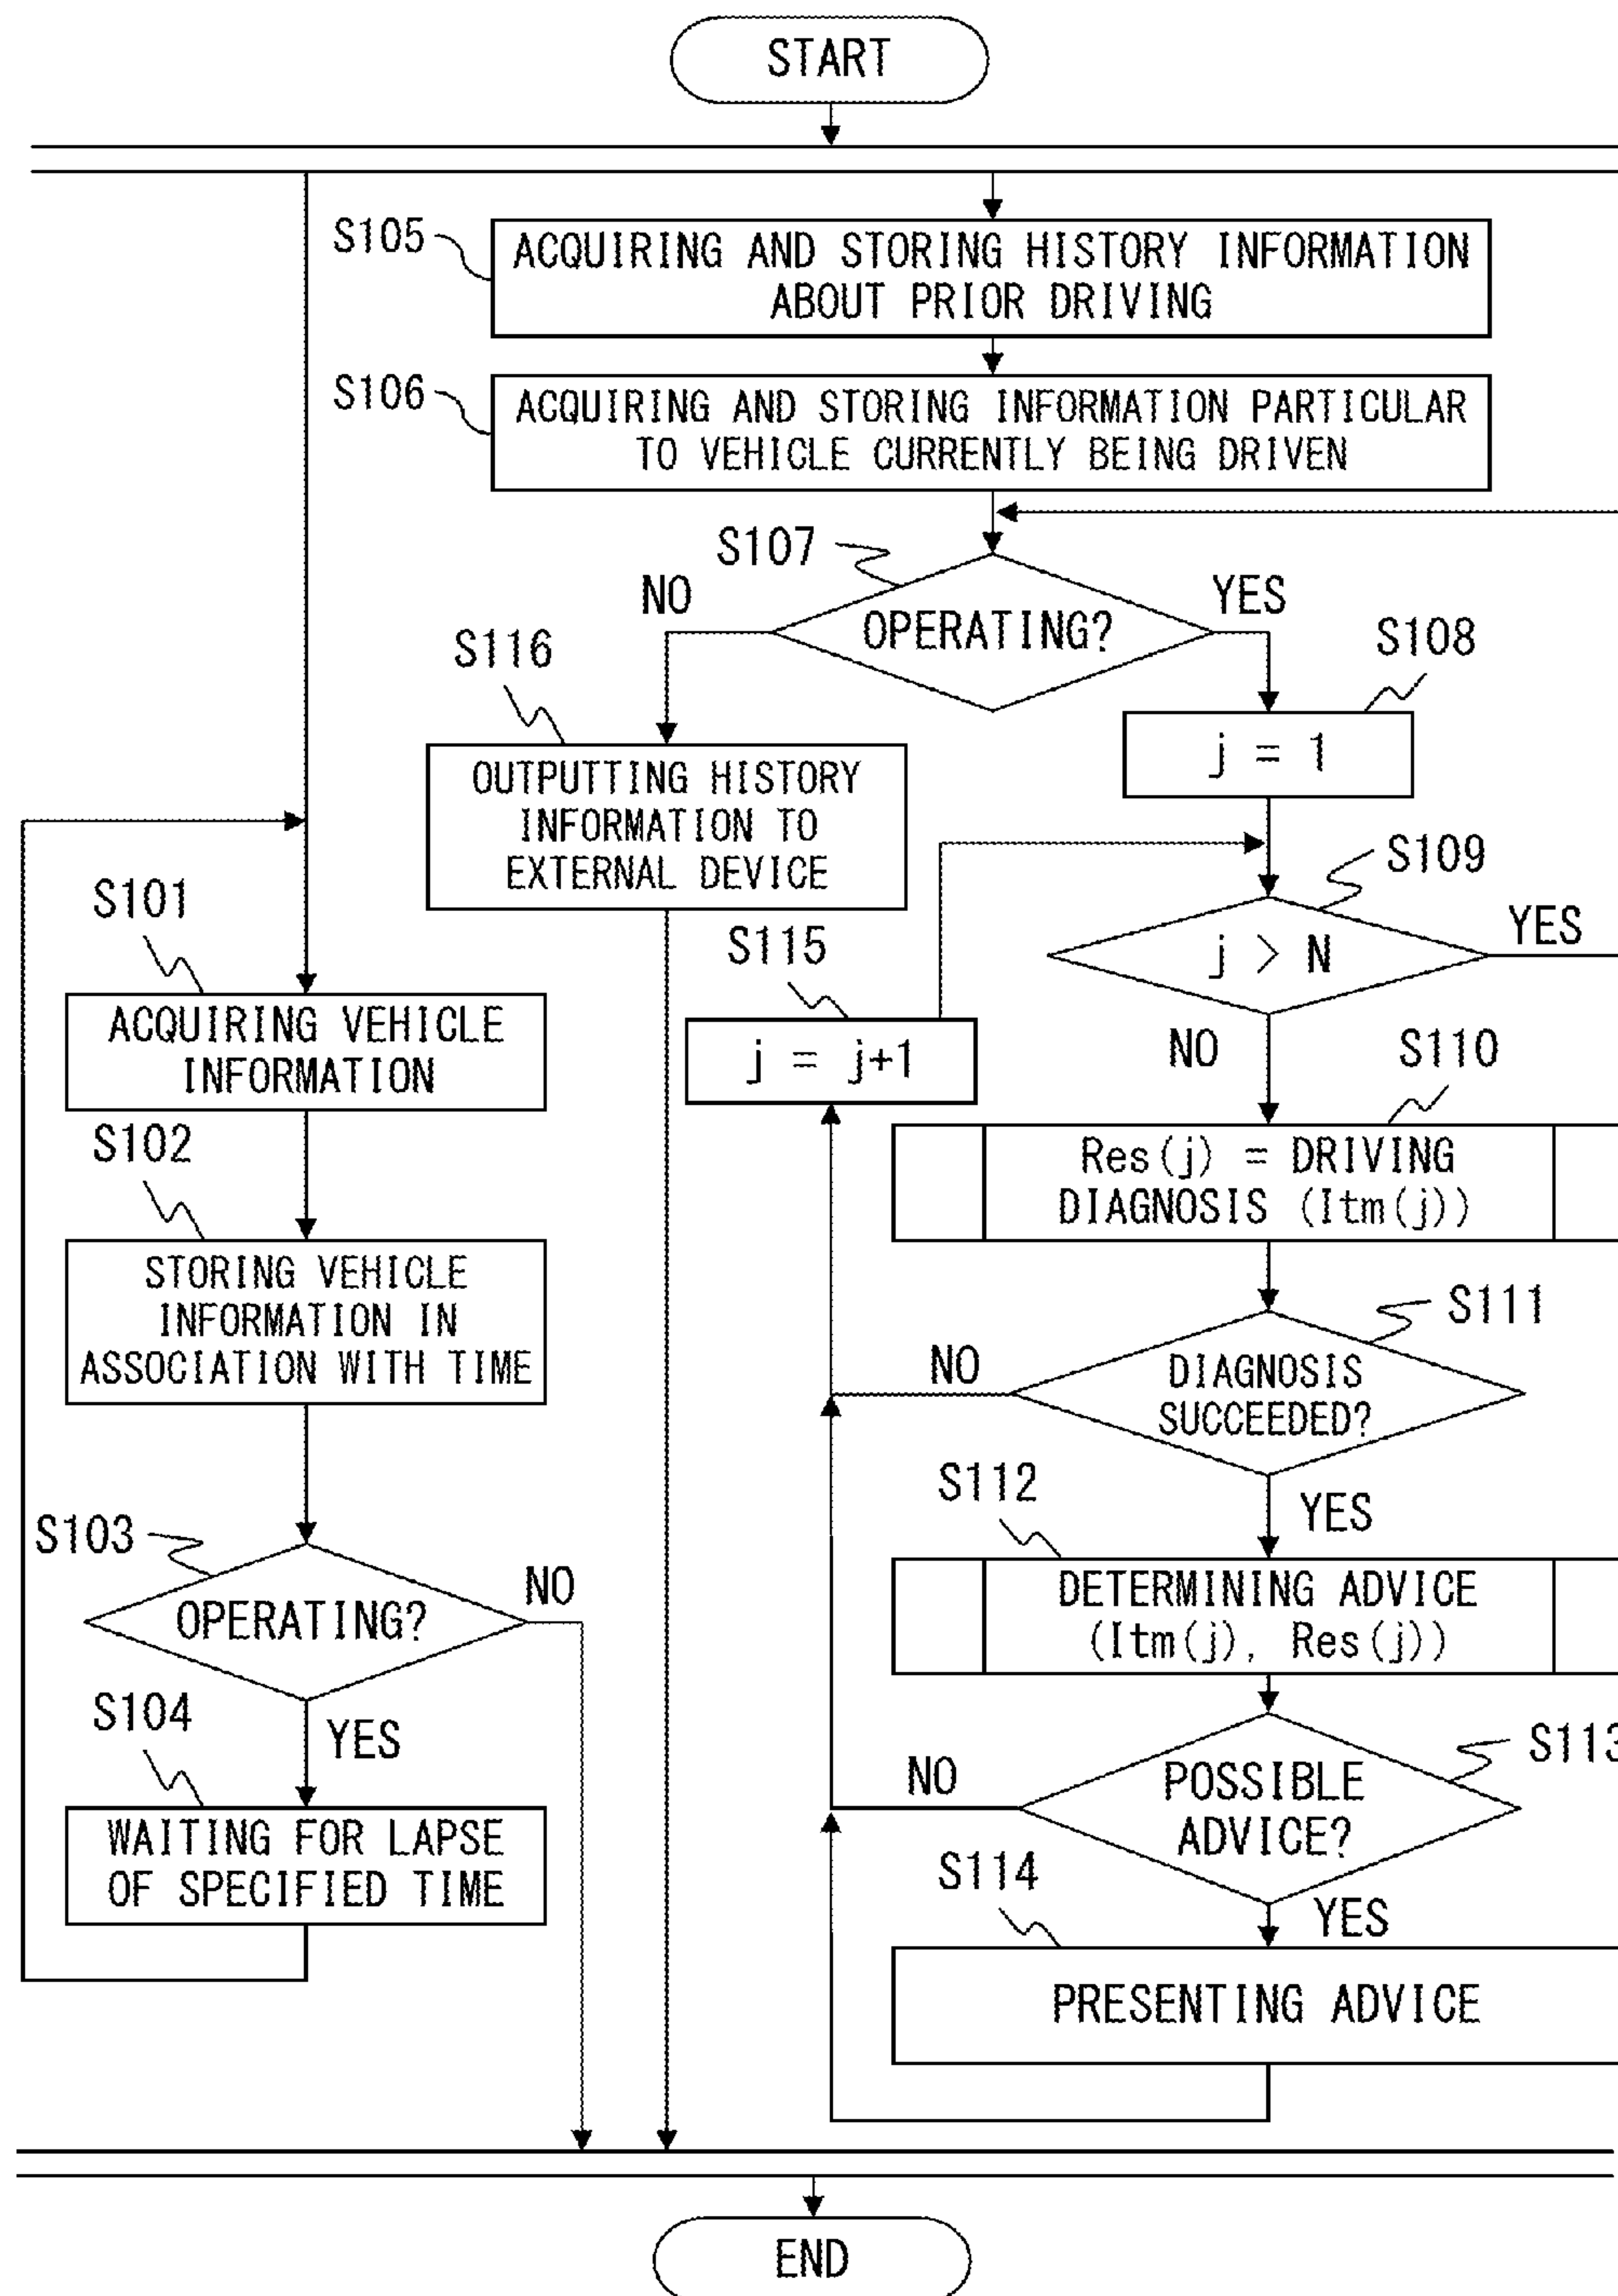 START
S105
ACQUIRING AND STORING HISTORY INFORMATION
ABOUT PRIOR DRIVING
S106
ACQUIRING AND STORING INFORMATION PARTICULAR
TO VEHICLE CURRENTLY BEING DRIVEN
S107
NO
OPERATING?
YES
S116
OUTPUTTING HISTORY
INFORMATION TO
EXTERNAL DEVICE
S108
j = 1
S109
j > N
YES
NO
S115
j = j+1
S101
ACQUIRING VEHICLE
INFORMATION
S102
STORING VEHICLE
INFORMATION IN
ASSOCIATION WITH TIME
S103
OPERATING?
NO
YES
S104
WAITING FOR LAPSE
OF SPECIFIED TIME
S110
Res(j) = DRIVING
DIAGNOSIS (Itm(j))
S111
NO
DIAGNOSIS
SUCCEEDED?
YES
S112
DETERMINING ADVICE
(Itm(j), Res(j))
S113
NO
POSSIBLE
ADVICE?
YES
S114
PRESENTING ADVICE
END